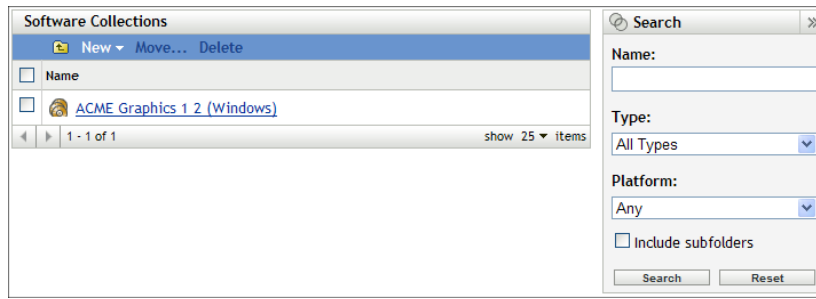 Software Collections
New Move... Delete
Name
ACME Graphics 1 2 (Windows)
1 - 1 of 1 show 25 items
Search
Name:
Type:
All Types
Platform:
Any
Include subfolders
Search Reset